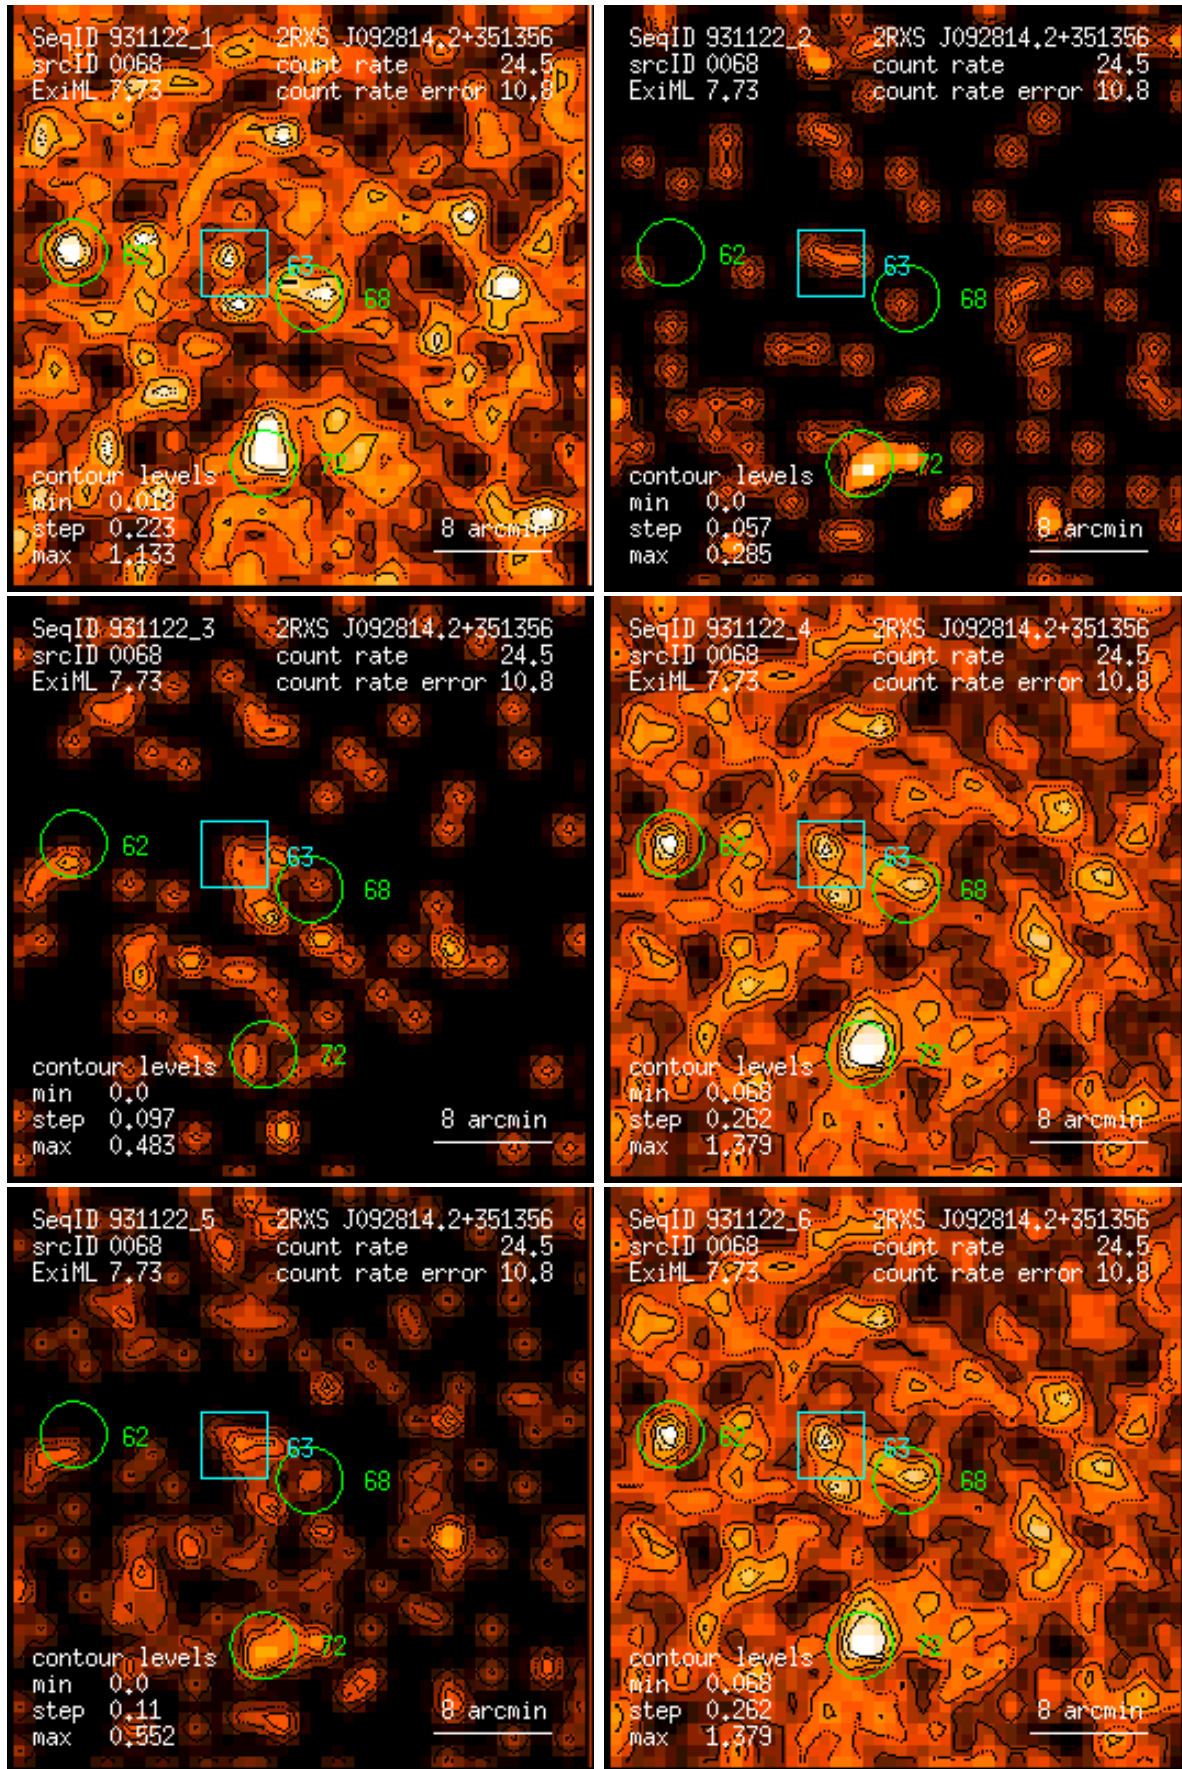 SeqID 931122_1 2RXS J092814.2+351356
srcID 0068 count rate 24.5
ExiML 7.73 count rate error 10.8
62
63
68
72
contour levels
min 0.018
step 0.223 8 arcmin
max 1.133
SeqID 931122_2 2RXS J092814.2+351356
srcID 0068 count rate 24.5
ExiML 7.73 count rate error 10.8
62
63
68
72
contour levels
min 0.0
step 0.057 8 arcmin
max 0.285
SeqID 931122_3 2RXS J092814.2+351356
srcID 0068 count rate 24.5
ExiML 7.73 count rate error 10.8
62
63
68
72
contour levels
min 0.0
step 0.097 8 arcmin
max 0.483
SeqID 931122_4 2RXS J092814.2+351356
srcID 0068 count rate 24.5
ExiML 7.73 count rate error 10.8
62
63
68
72
contour levels
min 0.068
step 0.262 8 arcmin
max 1.379
SeqID 931122_5 2RXS J092814.2+351356
srcID 0068 count rate 24.5
ExiML 7.73 count rate error 10.8
62
63
68
72
contour levels
min 0.0
step 0.11 8 arcmin
max 0.552
SeqID 931122_6 2RXS J092814.2+351356
srcID 0068 count rate 24.5
ExiML 7.73 count rate error 10.8
62
63
68
72
contour levels
min 0.068
step 0.262 8 arcmin
max 1.379